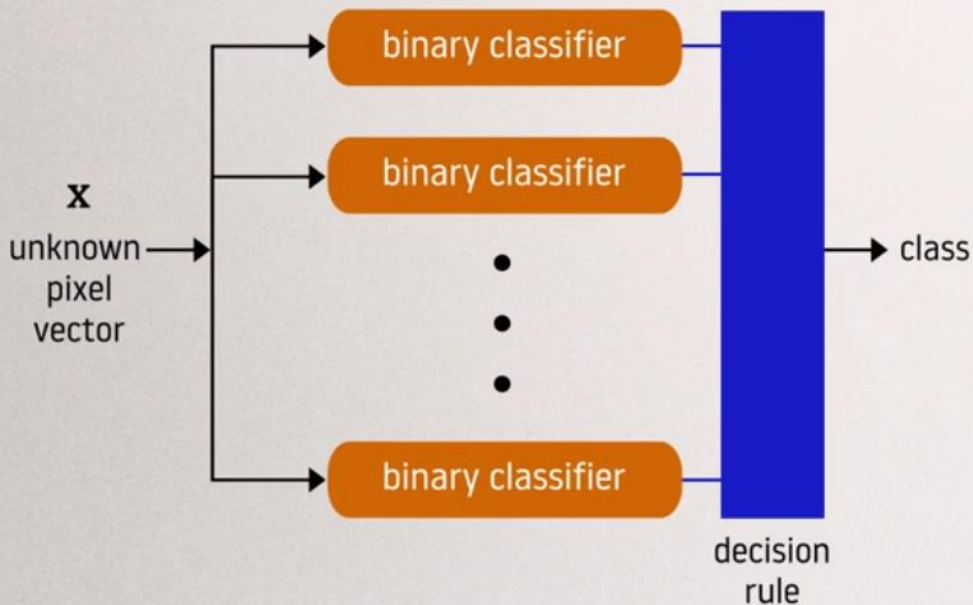 binary classifier
binary classifier
x
unknown
pixel
vector
class
binary classifier
decision
rule